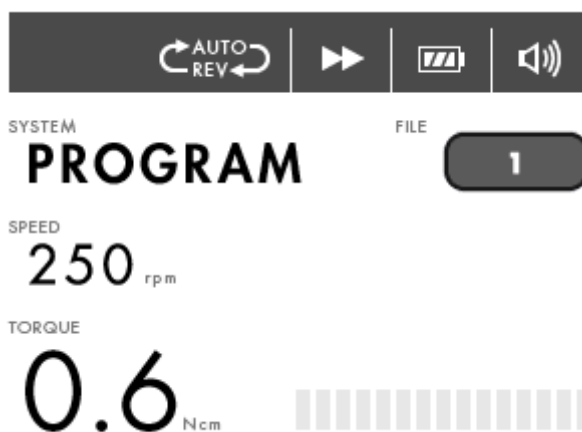 AUTO
REV
SYSTEM
FILE
PROGRAM
1
SPEED
250 rpm
TORQUE
0.6 Ncm